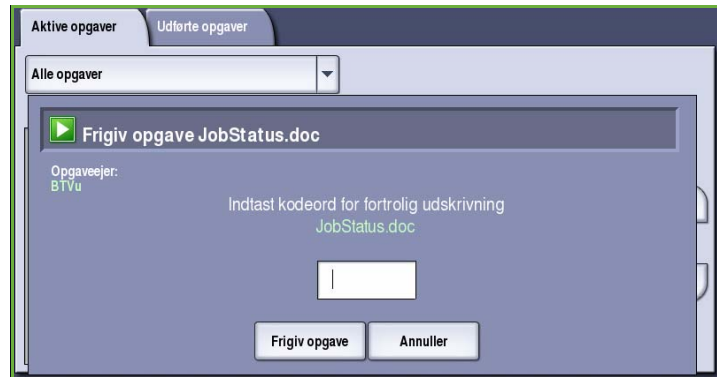 Aktive opgaver
Udførte opgaver
Alle opgaver
Frigiv opgave JobStatus.doc
Opgaveejer:
BTVu
Indtast kodeord for fortrolig udskrivning
JobStatus.doc
Frigiv opgave
Annuller